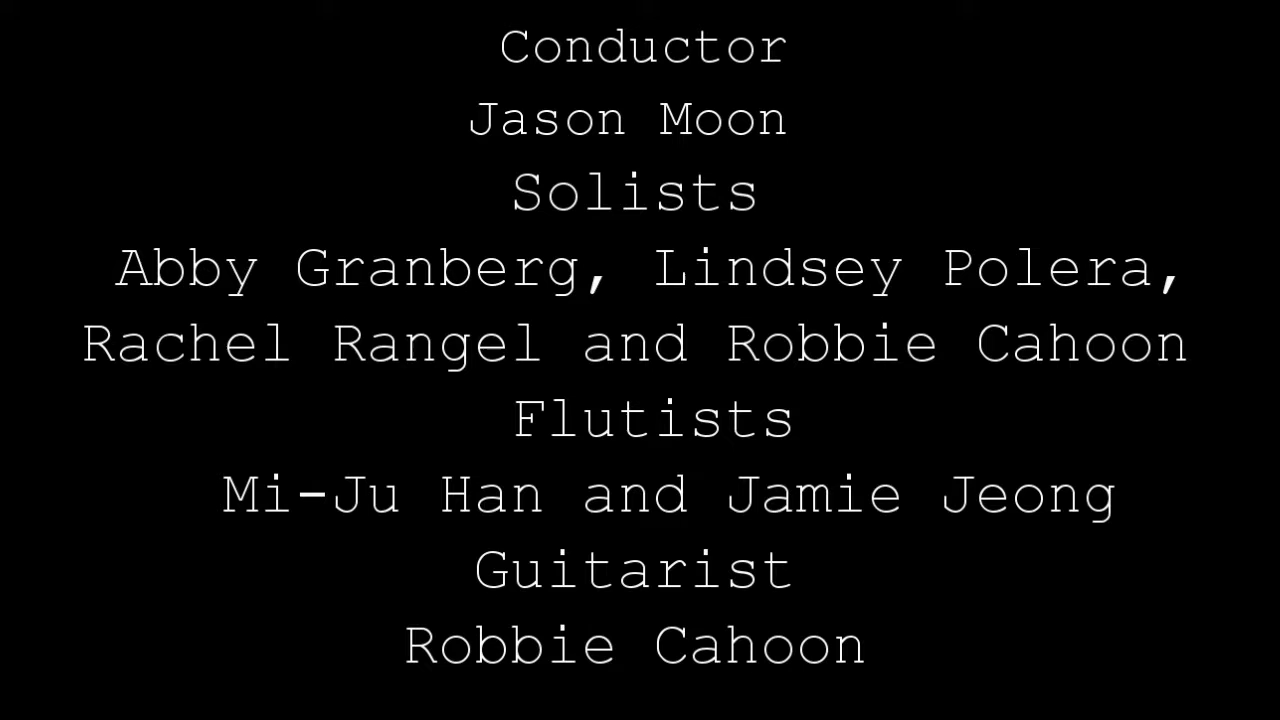 Conductor
Jason Moon
Solists
Abby Granberg, Lindsey Polera,
Rachel Rangel and Robbie Cahoon
Flutists
Mi-Ju Han and Jamie Jeong
Guitarist
Robbie Cahoon